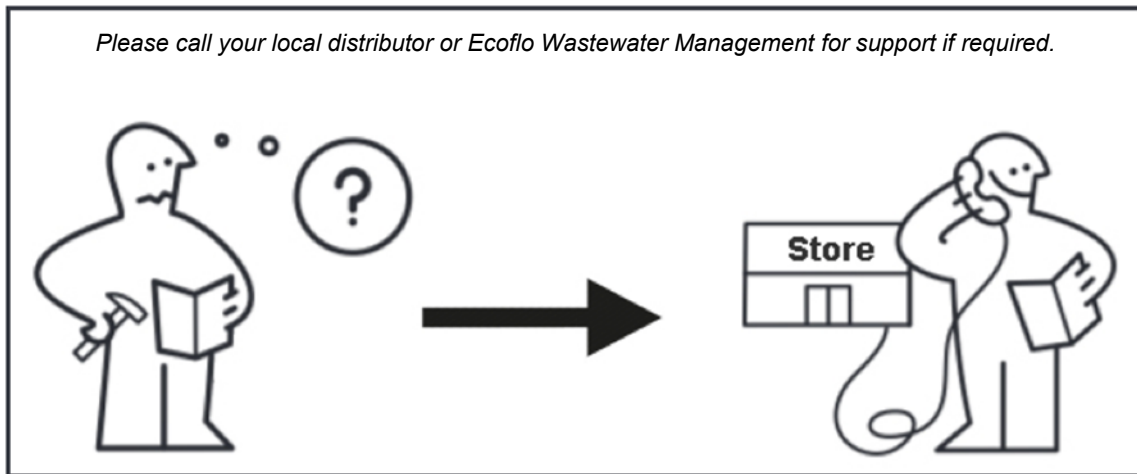 Please call your local distributor or Ecoflo Wastewater Management for support if required.
?
Store